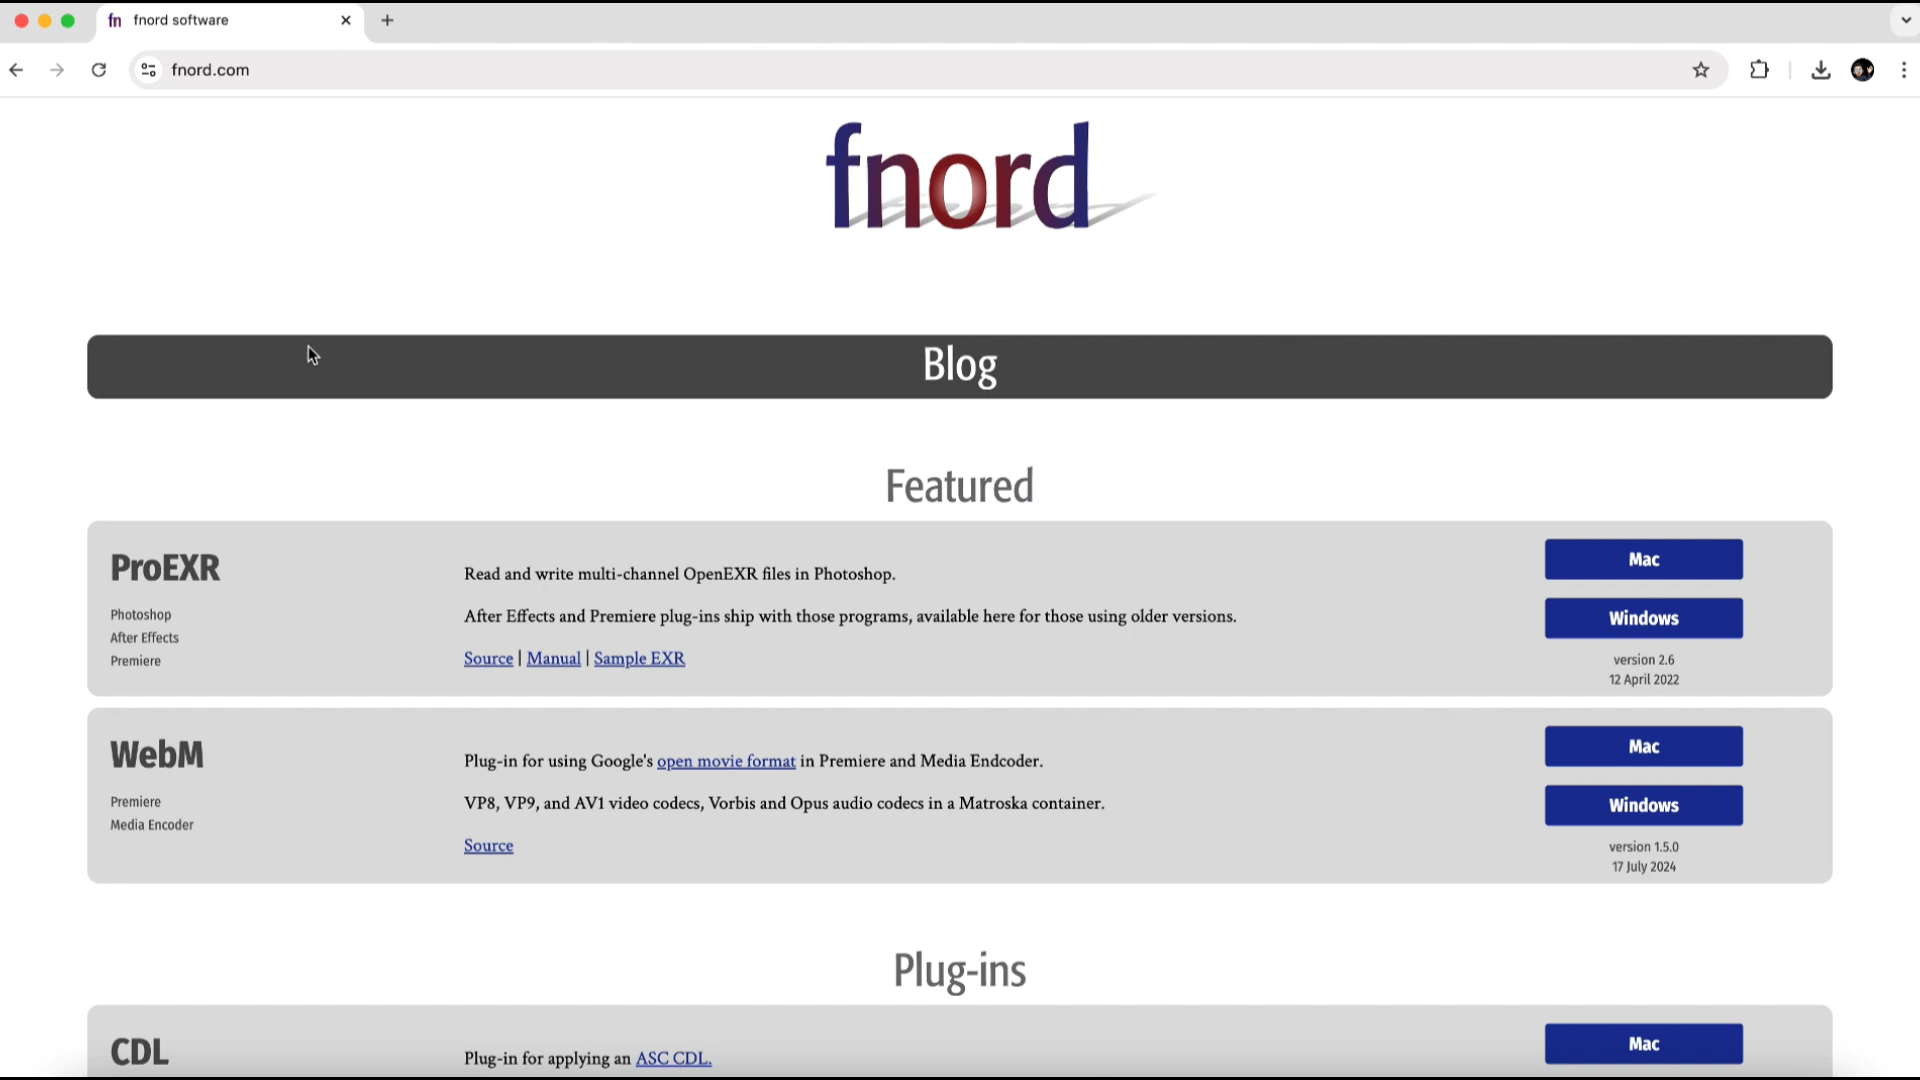 fn fnord software
fnord.com
fnord
Blog
Featured
ProEXR
Photoshop
After Effects
Premiere
Read and write multi-channel OpenEXR files in Photoshop.
After Effects and Premiere plug-ins ship with those programs, available here for those using older versions.
Source | Manual | Sample EXR
Mac
Windows
version 2.6
12 April 2022
WebM
Premiere
Media Encoder
Plug-in for using Google's open movie format in Premiere and Media Endcoder.
VP8, VP9, and AV1 video codecs, Vorbis and Opus audio codecs in a Matroska container.
Source
Mac
Windows
version 1.5.0
17 July 2024
Plug-ins
CDL
Plug-in for applying an ASC CDL.
Mac